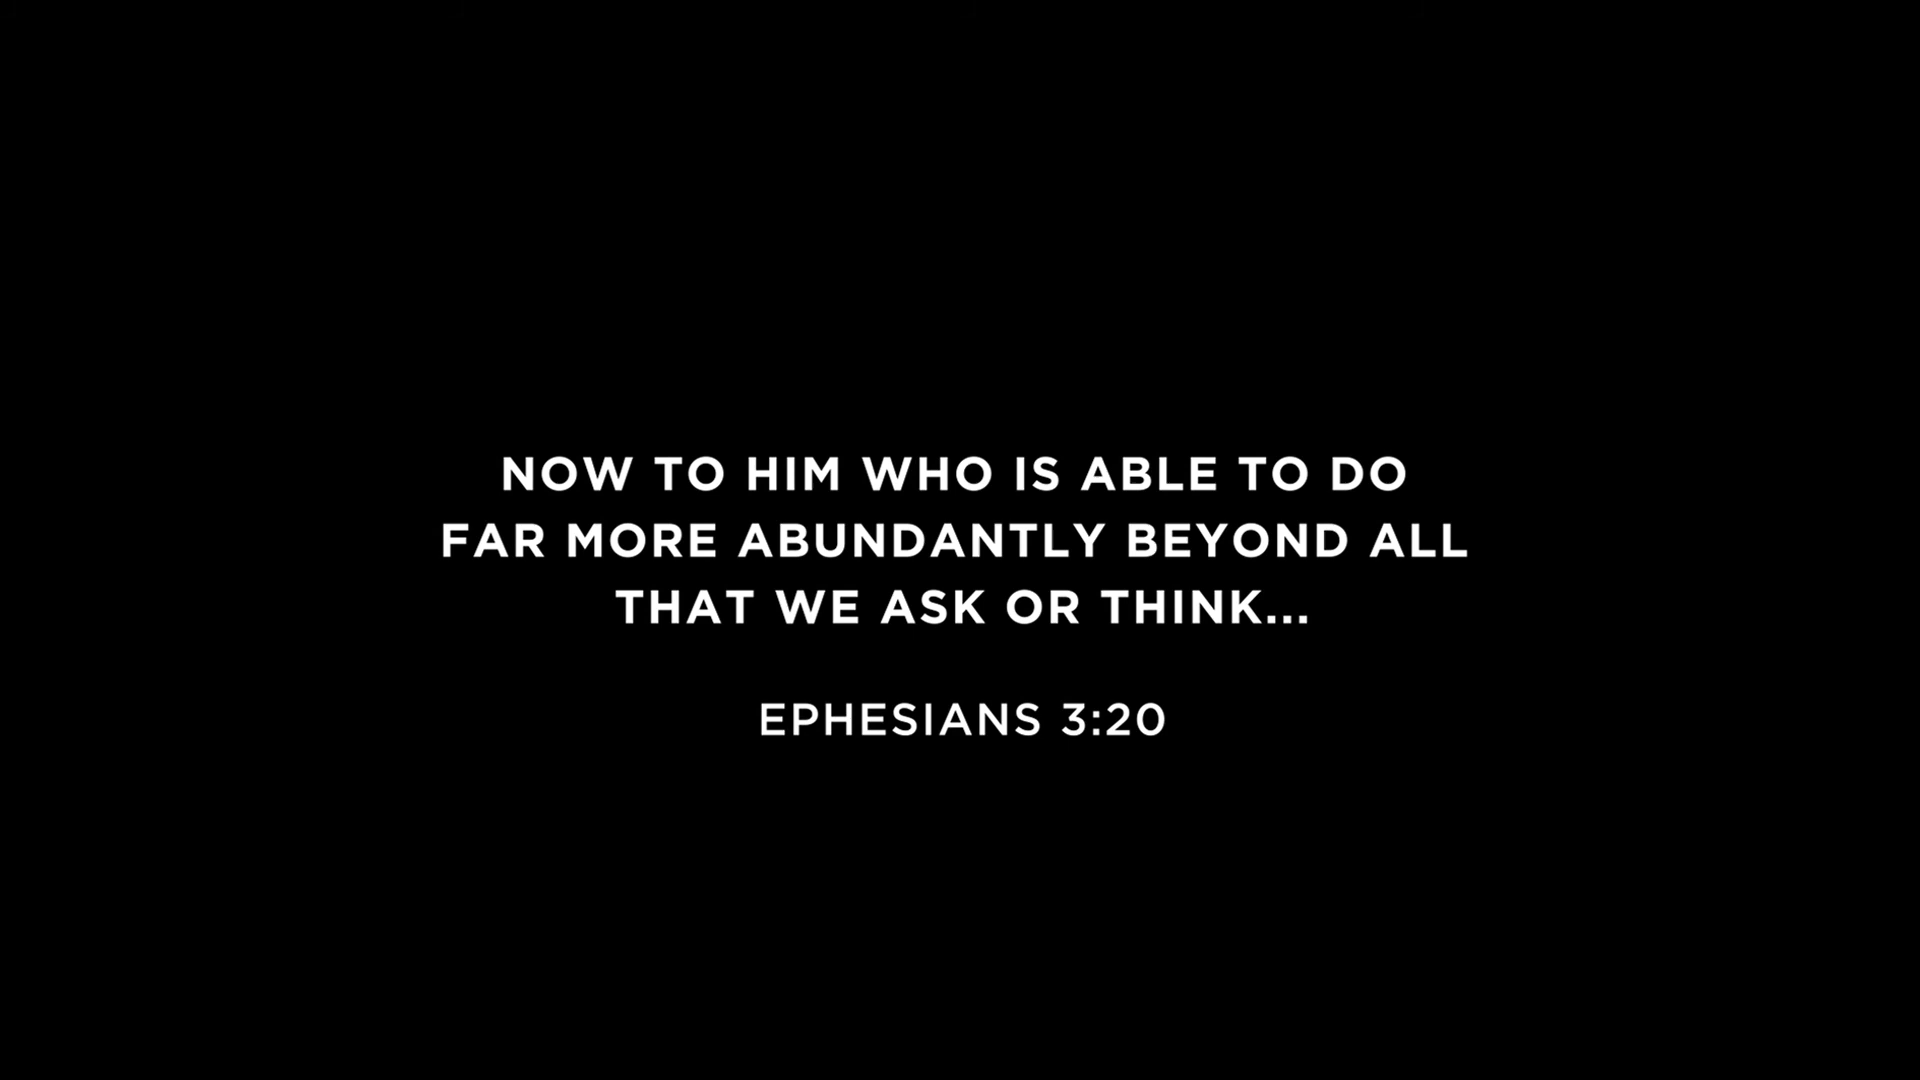 NOW TO HIM WHO IS ABLE TO DO
FAR MORE ABUNDANTLY BEYOND ALL
THAT WE ASK OR THINK...
EPHESIANS 3:20